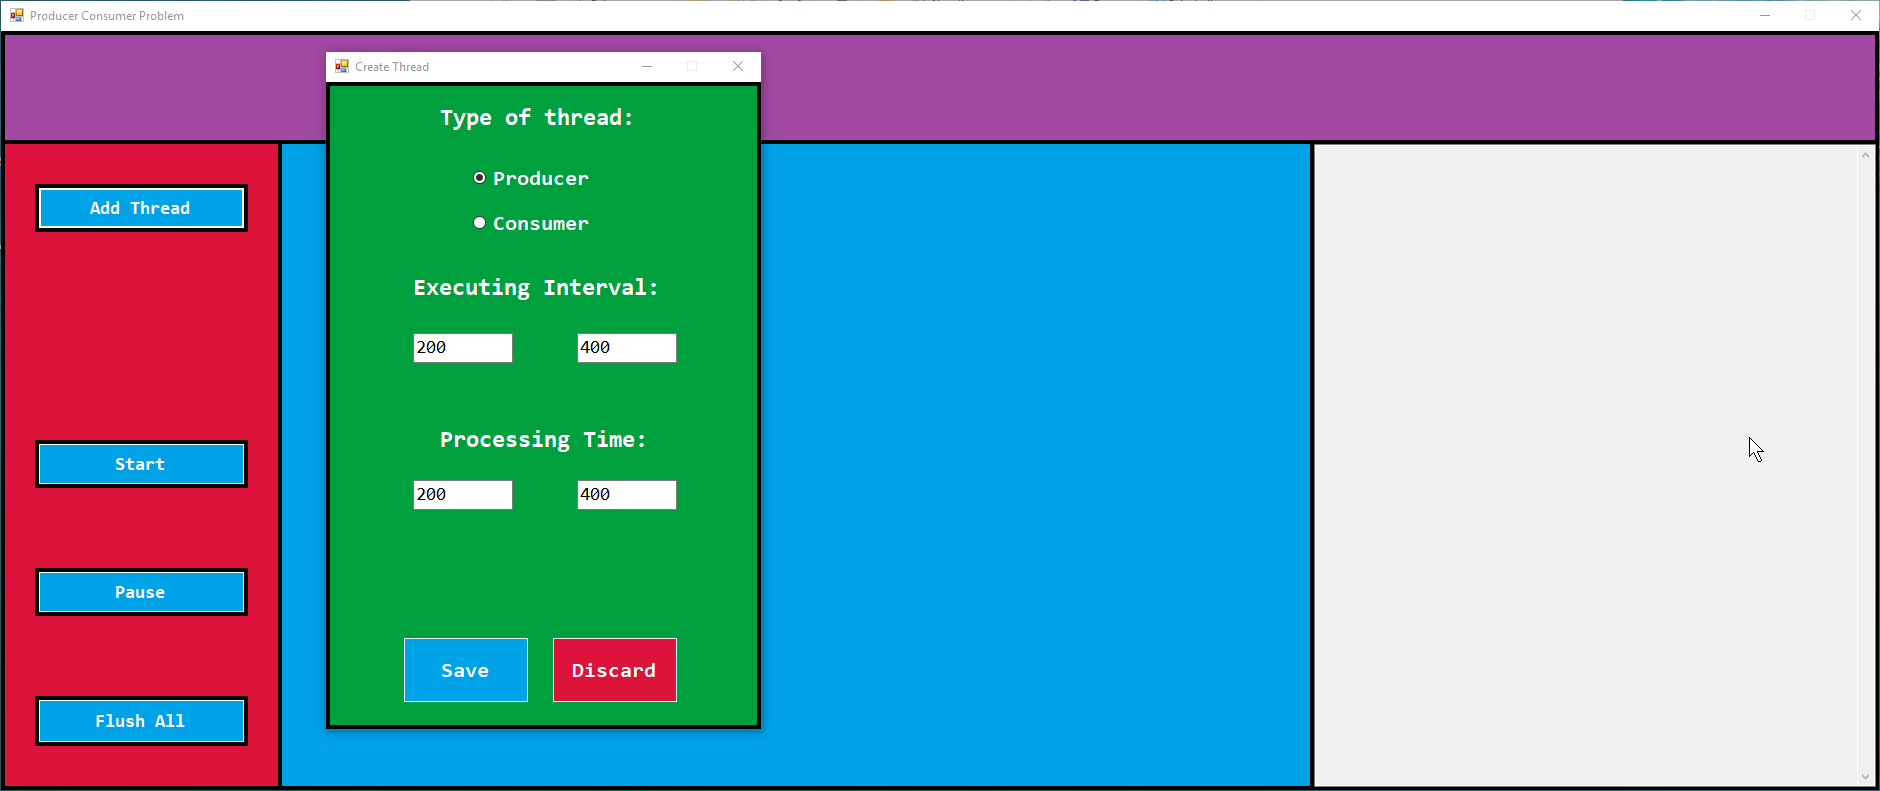 Producer Consumer Problem
Create Thread
Type of thread:
Producer
Consumer
Executing Interval:
200 400
Processing Time:
200 400
Save Discard
Add Thread
Start
Pause
Flush All